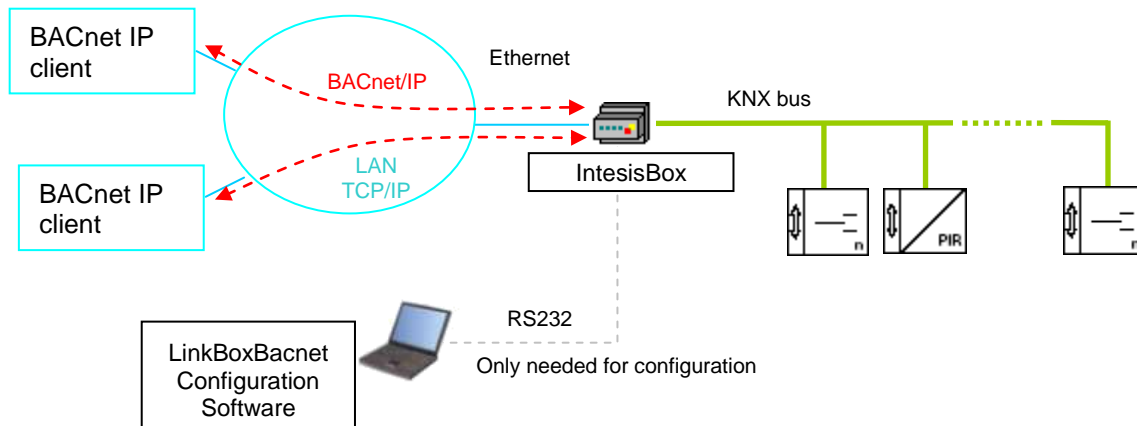 BACnet IP
client
Ethernet
BACnet/IP
KNX bus
LAN
TCP/IP
IntesisBox
BACnet IP
client
n
PIR
n
RS232
Only needed for configuration
LinkBoxBacnet
Configuration
Software